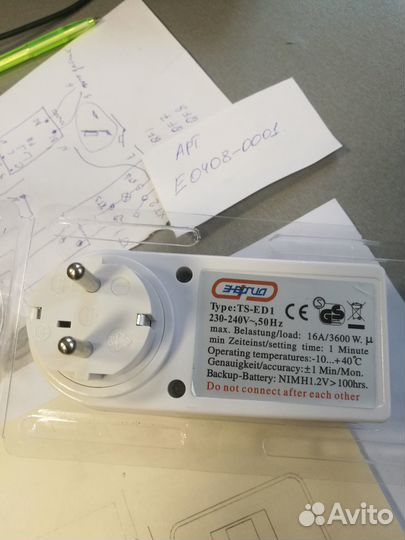 АРТ
Е0408-0001
Энергия
Type:TS-ED1
230-240V~,50Hz
max. Belastung/load: 16A/3600 W. μ
min Zeiteinst/setting time: 1 Minute
Operating temperatures:-10...+40℃
Genauigkeit/accuracy:±1 Min/Mon.
Backup-Battery: NIMH1.2V>100hrs.
Do not connect after each other
Avito